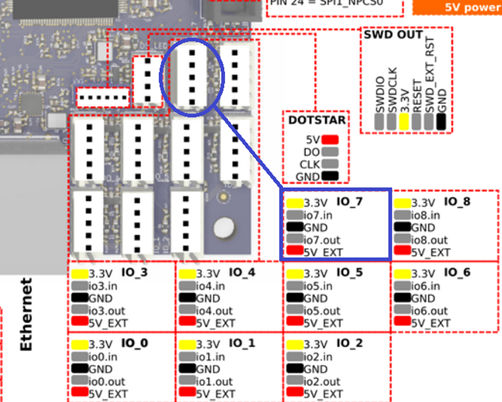 PIN 24 = SPI1_NPCS0
5V power
SWD OUT
SWDIO
SWDCLK
3.3V
RESET
SWD_EXT_RST
GND
DOTSTAR
5V
DO
CLK
GND
3.3V IO_7
io7.in
GND
io7.out
5V_EXT
3.3V IO_8
io8.in
GND
io8.out
5V_EXT
Ethernet
3.3V IO_3
io3.in
GND
io3.out
5V_EXT
3.3V IO_4
io4.in
GND
io4.out
5V_EXT
3.3V IO_5
io5.in
GND
io5.out
5V_EXT
3.3V IO_6
io6.in
GND
io6.out
5V_EXT
3.3V IO_0
io0.in
GND
io0.out
5V_EXT
3.3V IO_1
io1.in
GND
io1.out
5V_EXT
3.3V IO_2
io2.in
GND
io2.out
5V_EXT